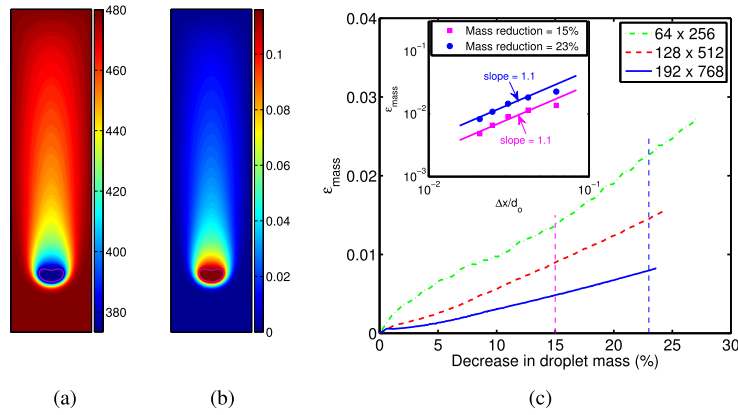 480
460
440
420
400
380
0.1
0.08
0.06
0.04
0.02
0
0.04
0.03
0.02
0.01
0
ε_mass
0 5 10 15 20 25 30
Decrease in droplet mass (%)
64 x 256
128 x 512
192 x 768
Mass reduction = 15%
Mass reduction = 23%
10^-1
10^-2
10^-3
ε_mass
slope = 1.1
slope = 1.1
10^-2 10^-1
Δx/d_o
(a) (b) (c)